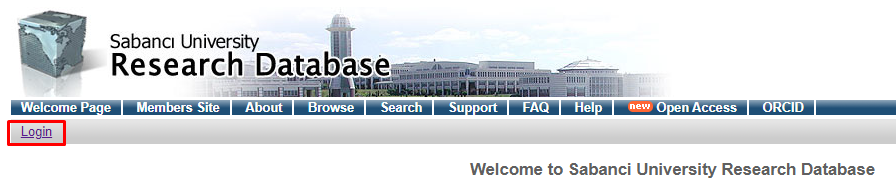 Sabancı University
Research Database
Welcome Page Members Site About Browse Search Support FAQ Help new Open Access ORCID
Login
Welcome to Sabanci University Research Database